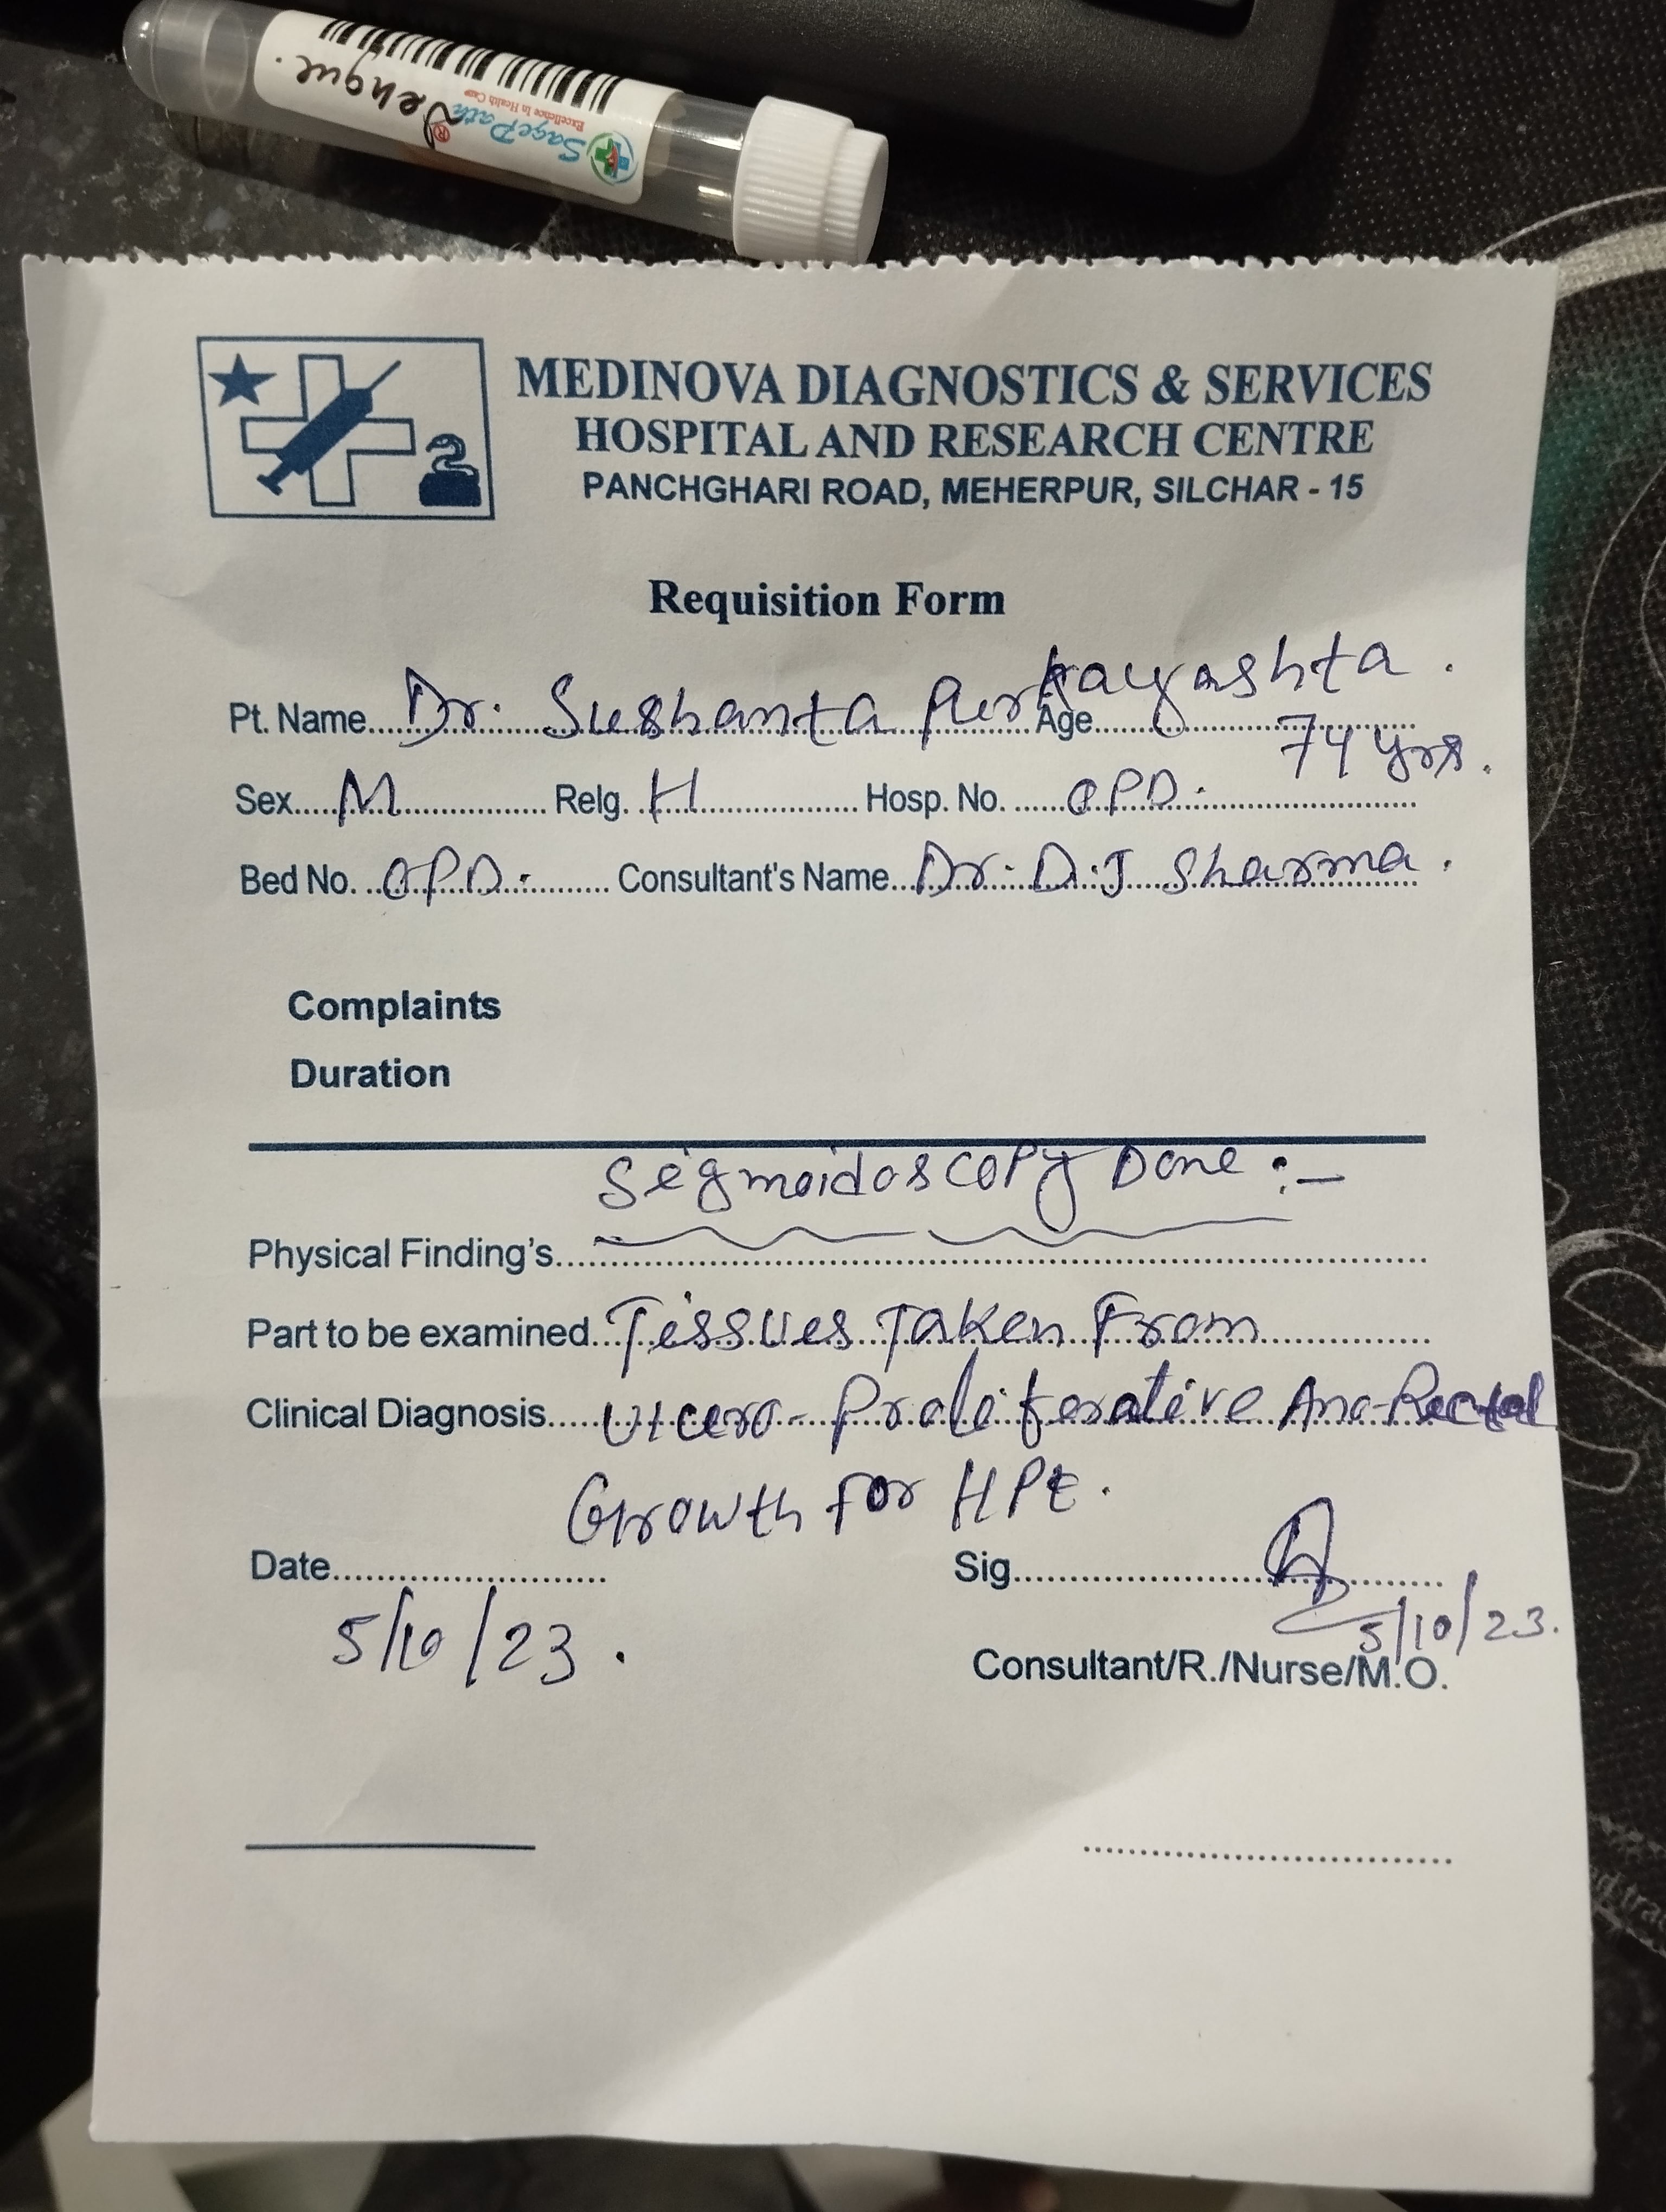 Dengue.
SagePath®
Excellence In Health Care
MEDINOVA DIAGNOSTICS & SERVICES
HOSPITAL AND RESEARCH CENTRE
PANCHGHARI ROAD, MEHERPUR, SILCHAR - 15
Requisition Form
Pt. Name Dr. Sushanta Purkayashta. Age 74 yrs.
Sex M Relg. H Hosp. No. OPD.
Bed No. OPD. Consultant's Name Dr. D.J Sharma.
Complaints
Duration
Segmoidoscopy Done :-
Physical Finding's
Part to be examined Tissues Taken From
Clinical Diagnosis Ulcero-Proliferative Ano-Rectal
Growth For HPE.
Date Sig
5/10/23. 5/10/23.
Consultant/R./Nurse/M.O.